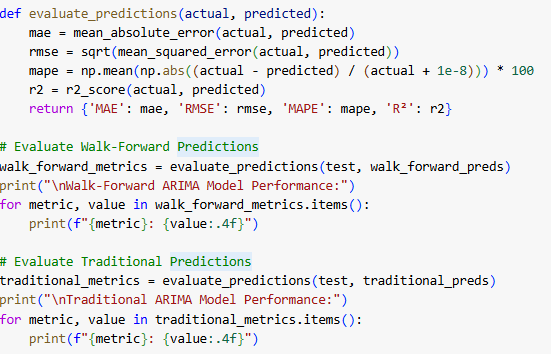 def evaluate_predictions(actual, predicted):
    mae = mean_absolute_error(actual, predicted)
    rmse = sqrt(mean_squared_error(actual, predicted))
    mape = np.mean(np.abs((actual - predicted) / (actual + 1e-8))) * 100
    r2 = r2_score(actual, predicted)
    return {'MAE': mae, 'RMSE': rmse, 'MAPE': mape, 'R²': r2}

# Evaluate Walk-Forward Predictions
walk_forward_metrics = evaluate_predictions(test, walk_forward_preds)
print("\nWalk-Forward ARIMA Model Performance:")
for metric, value in walk_forward_metrics.items():
    print(f"{metric}: {value:.4f}")

# Evaluate Traditional Predictions
traditional_metrics = evaluate_predictions(test, traditional_preds)
print("\nTraditional ARIMA Model Performance:")
for metric, value in traditional_metrics.items():
    print(f"{metric}: {value:.4f}")